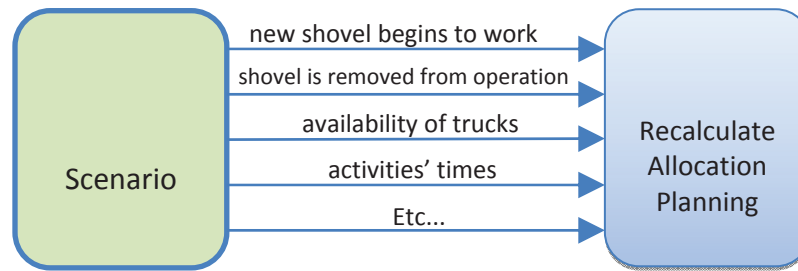 Scenario
new shovel begins to work
shovel is removed from operation
availability of trucks
activities’ times
Etc...
Recalculate
Allocation
Planning